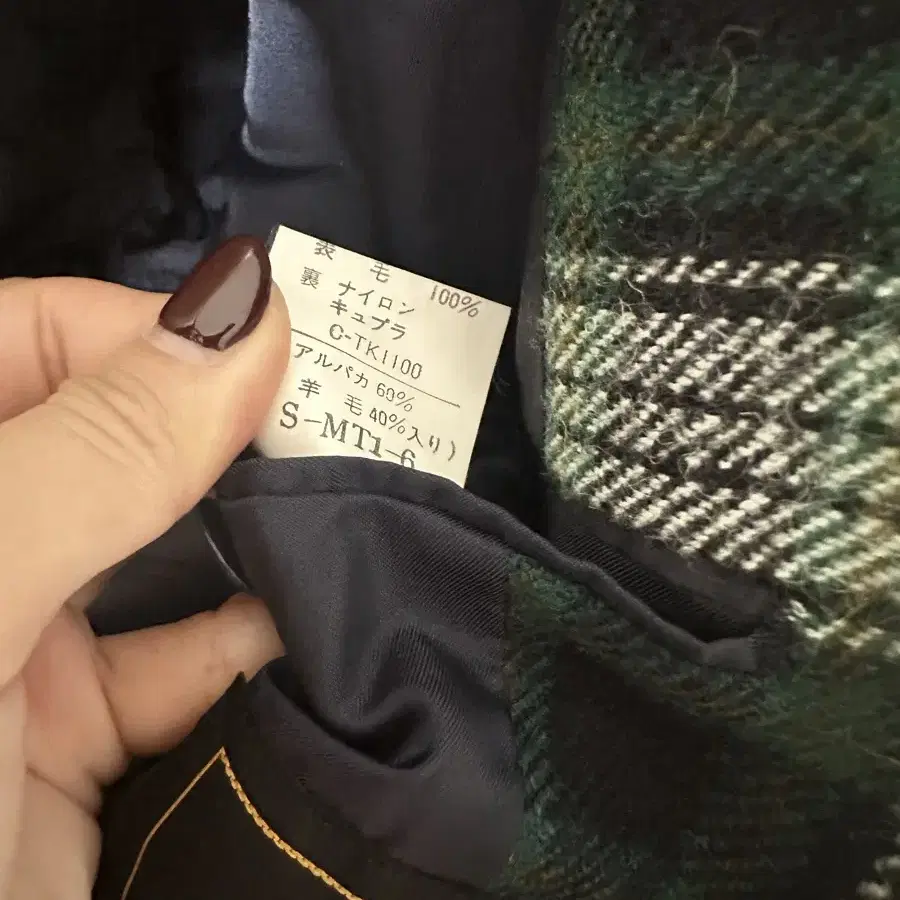 表 毛 100%
裏 ナイロン
キュプラ
C-TK1100
アルパカ 60%
羊 毛 40%入り)
S-MT1-6